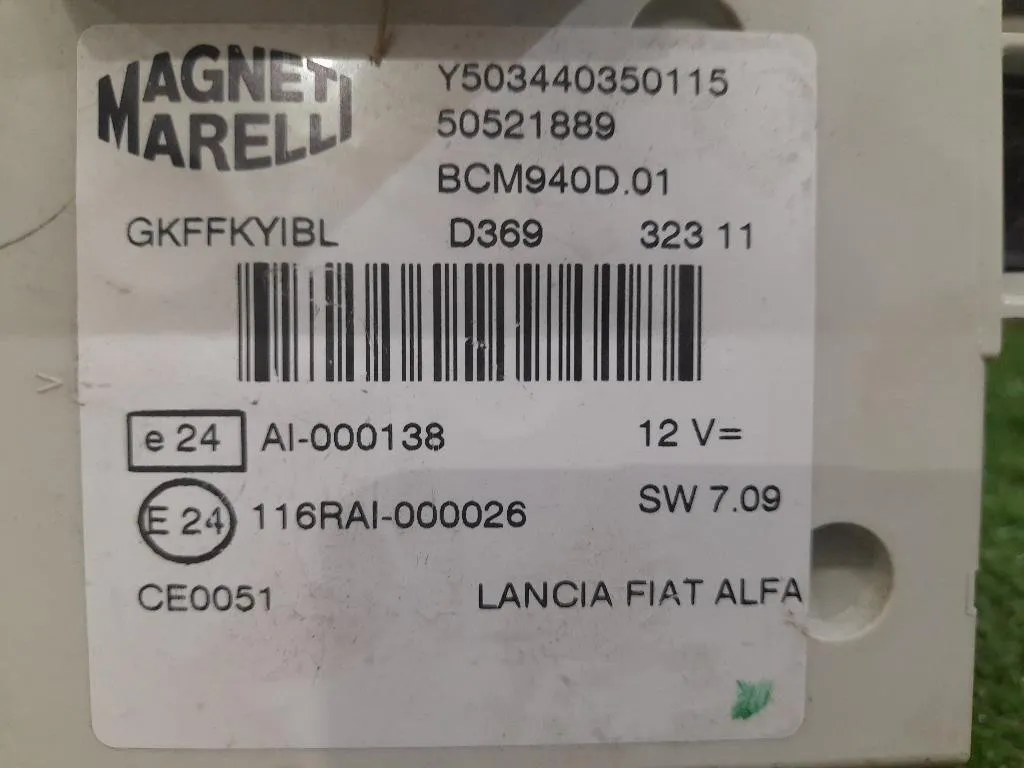 MAGNETI
MARELLI
Y503440350115
50521889
BCM940D.01
GKFFKYIBL D369 323 11
e 24 AI-000138 12 V=
E 24 116RAI-000026 SW 7.09
CE0051 LANCIA FIAT ALFA